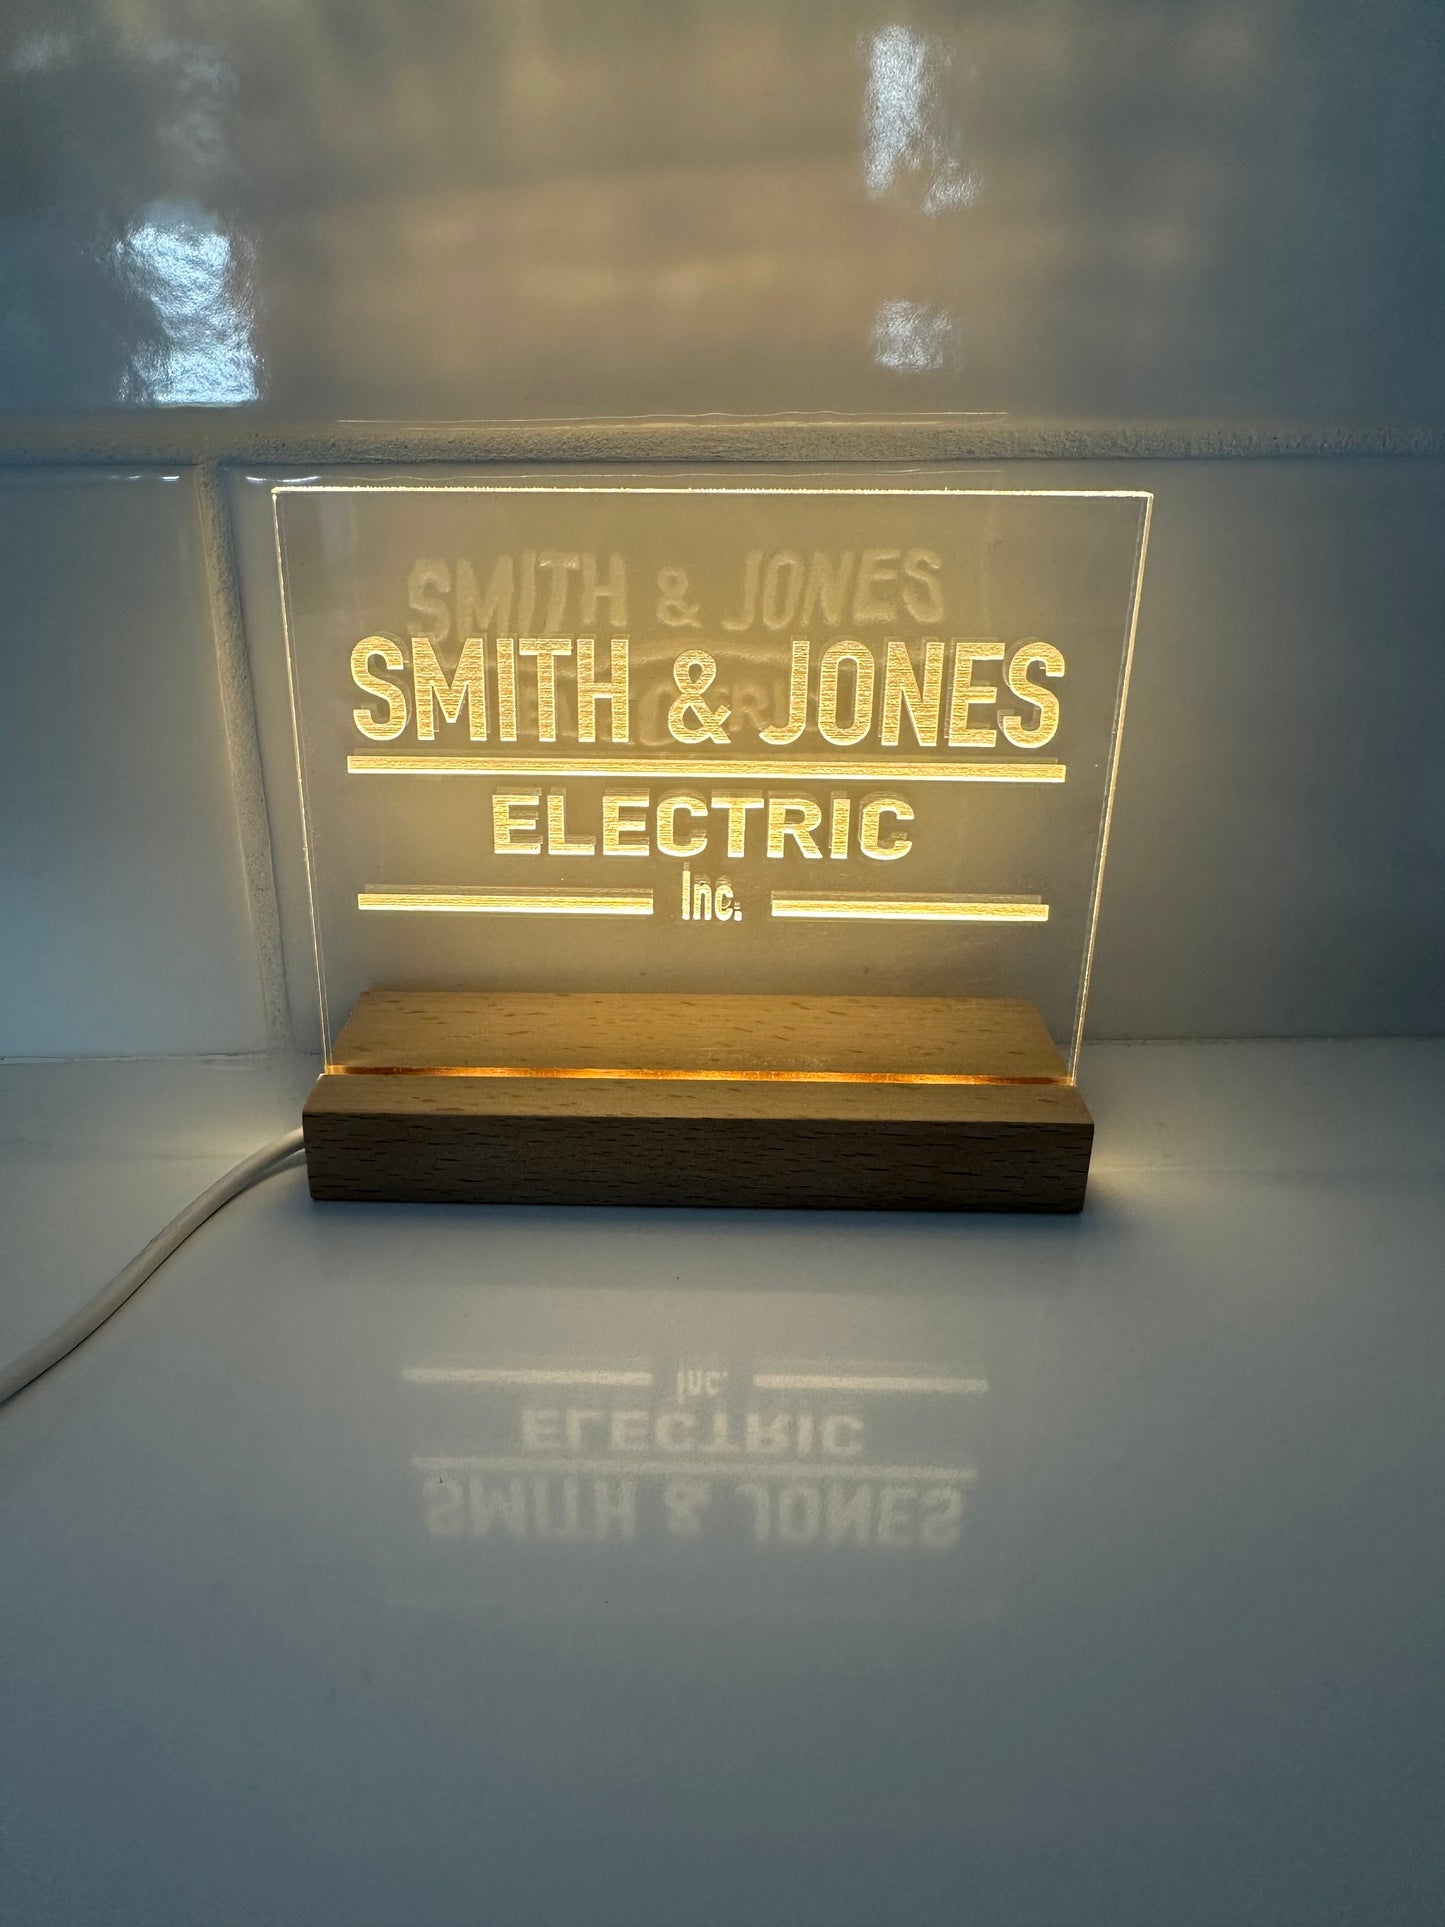 SMITH & JONES
ELECTRIC
Inc.